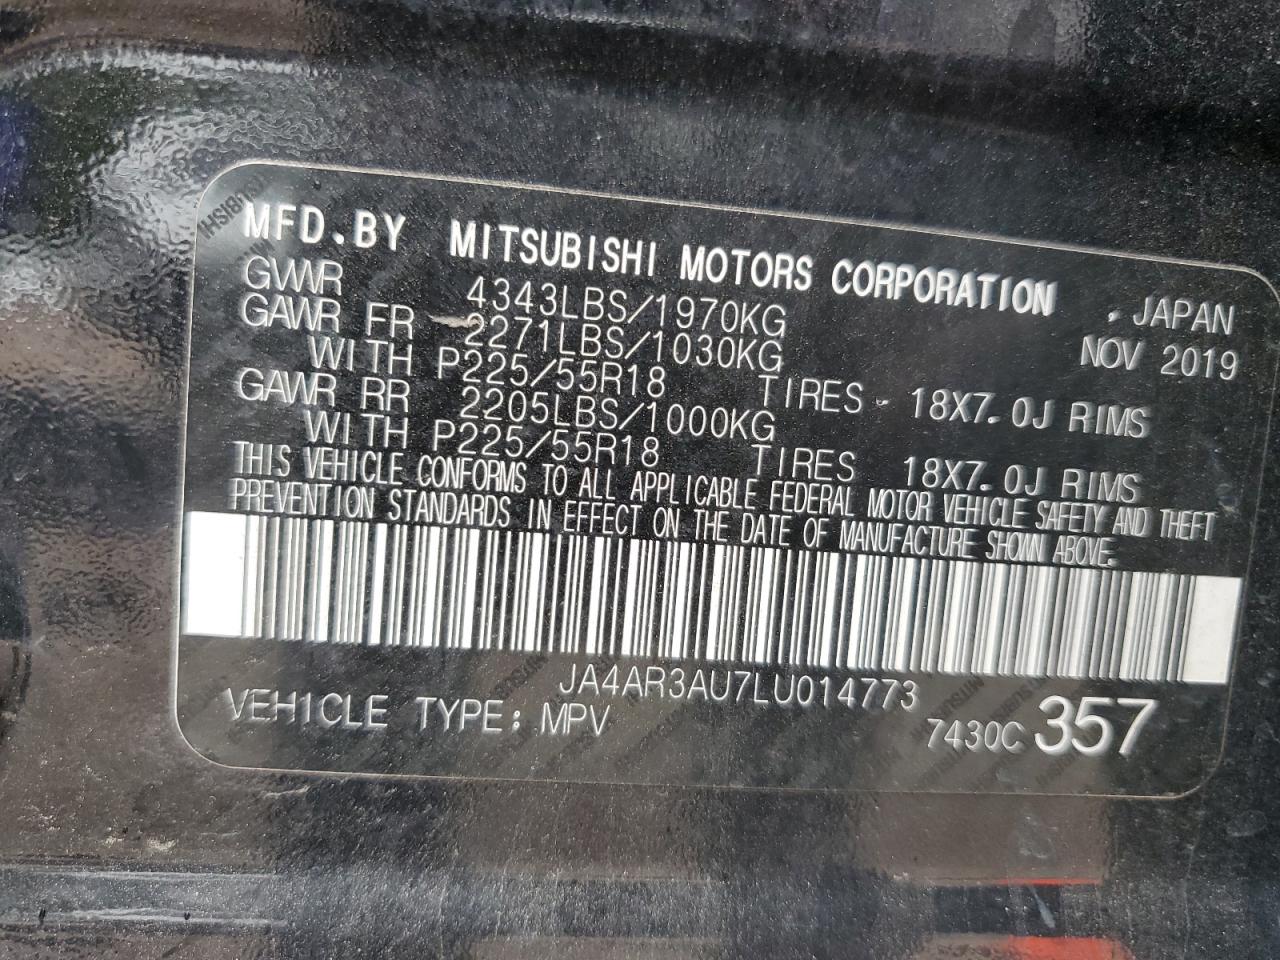 MFD.BY MITSUBISHI MOTORS CORPORATION , JAPAN
GVWR 4343LBS/1970KG NOV 2019
GAWR FR 2271LBS/1030KG
WITH P225/55R18 TIRES - 18X7.0J RIMS
GAWR RR 2205LBS/1000KG
WITH P225/55R18 TIRES 18X7.0J RIMS
THIS VEHICLE CONFORMS TO ALL APPLICABLE FEDERAL MOTOR VEHICLE SAFETY AND THEFT
PREVENTION STANDARDS IN EFFECT ON THE DATE OF MANUFACTURE SHOWN ABOVE.
JA4AR3AU7LU014773
VEHICLE TYPE: MPV 7430C 357